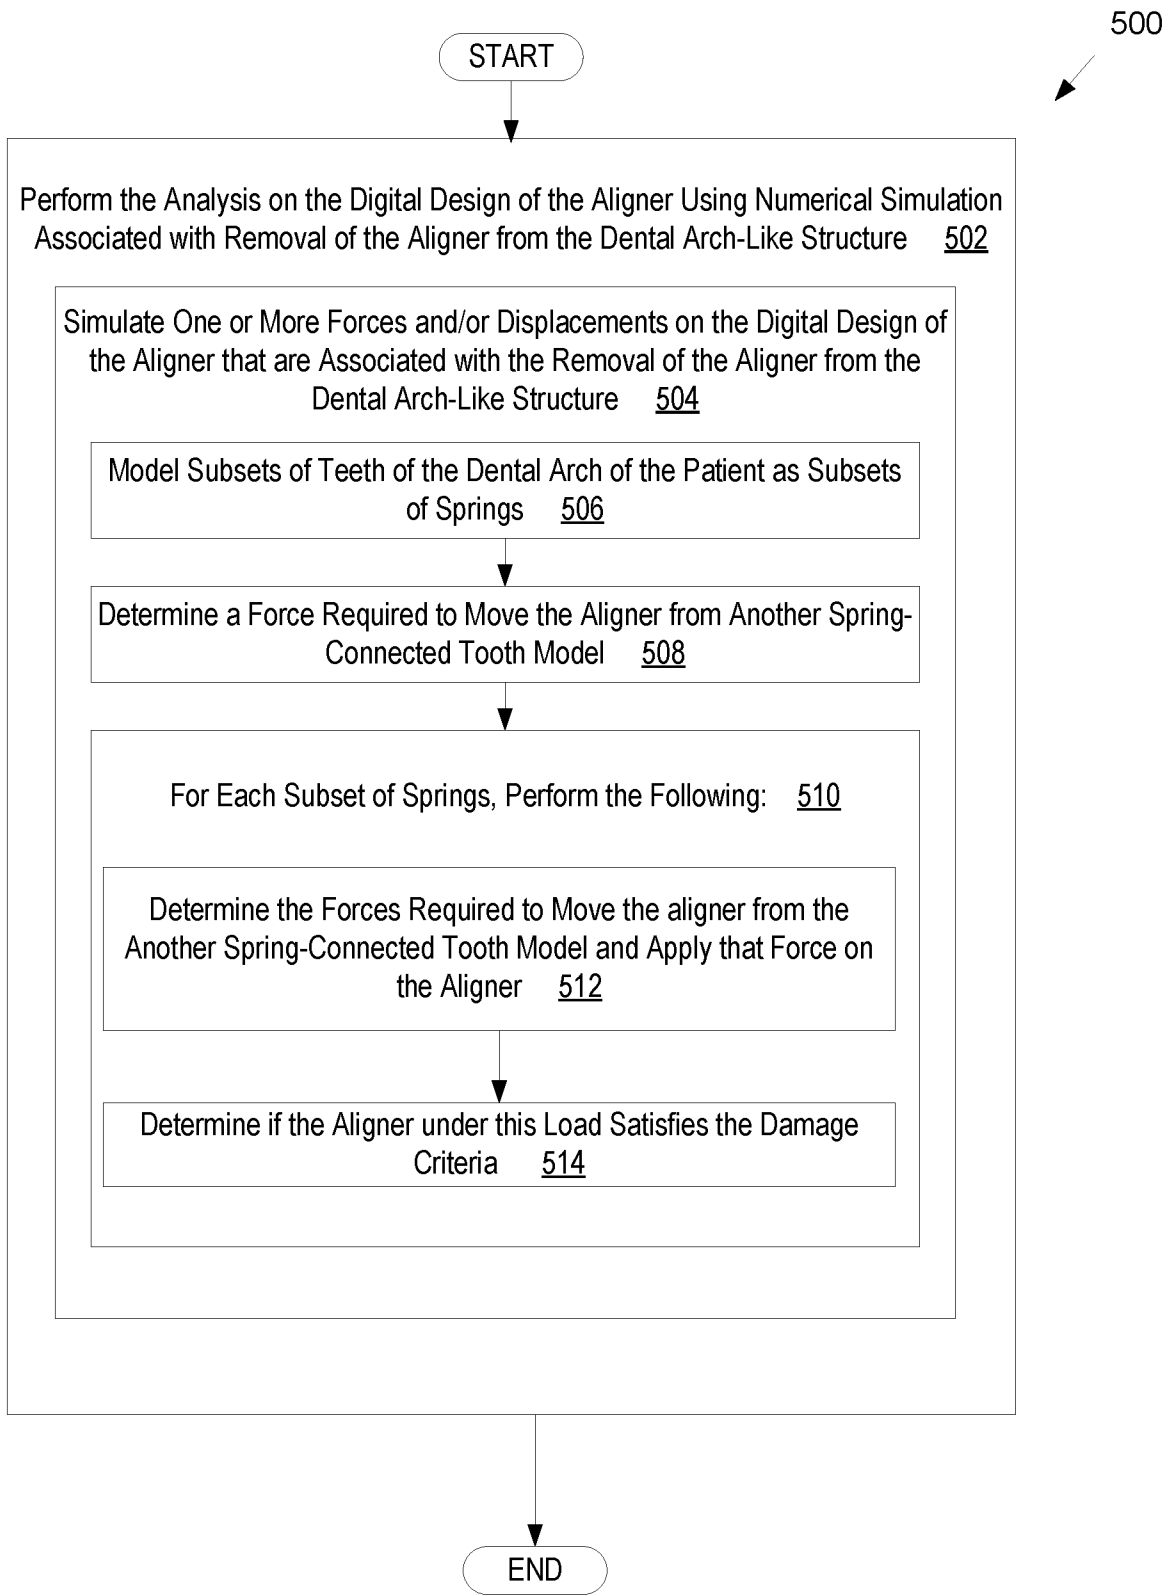 500
START
Perform the Analysis on the Digital Design of the Aligner Using Numerical Simulation
Associated with Removal of the Aligner from the Dental Arch-Like Structure 502
Simulate One or More Forces and/or Displacements on the Digital Design of
the Aligner that are Associated with the Removal of the Aligner from the
Dental Arch-Like Structure 504
Model Subsets of Teeth of the Dental Arch of the Patient as Subsets
of Springs 506
Determine a Force Required to Move the Aligner from Another Spring-
Connected Tooth Model 508
For Each Subset of Springs, Perform the Following: 510
Determine the Forces Required to Move the aligner from the
Another Spring-Connected Tooth Model and Apply that Force on
the Aligner 512
Determine if the Aligner under this Load Satisfies the Damage
Criteria 514
END